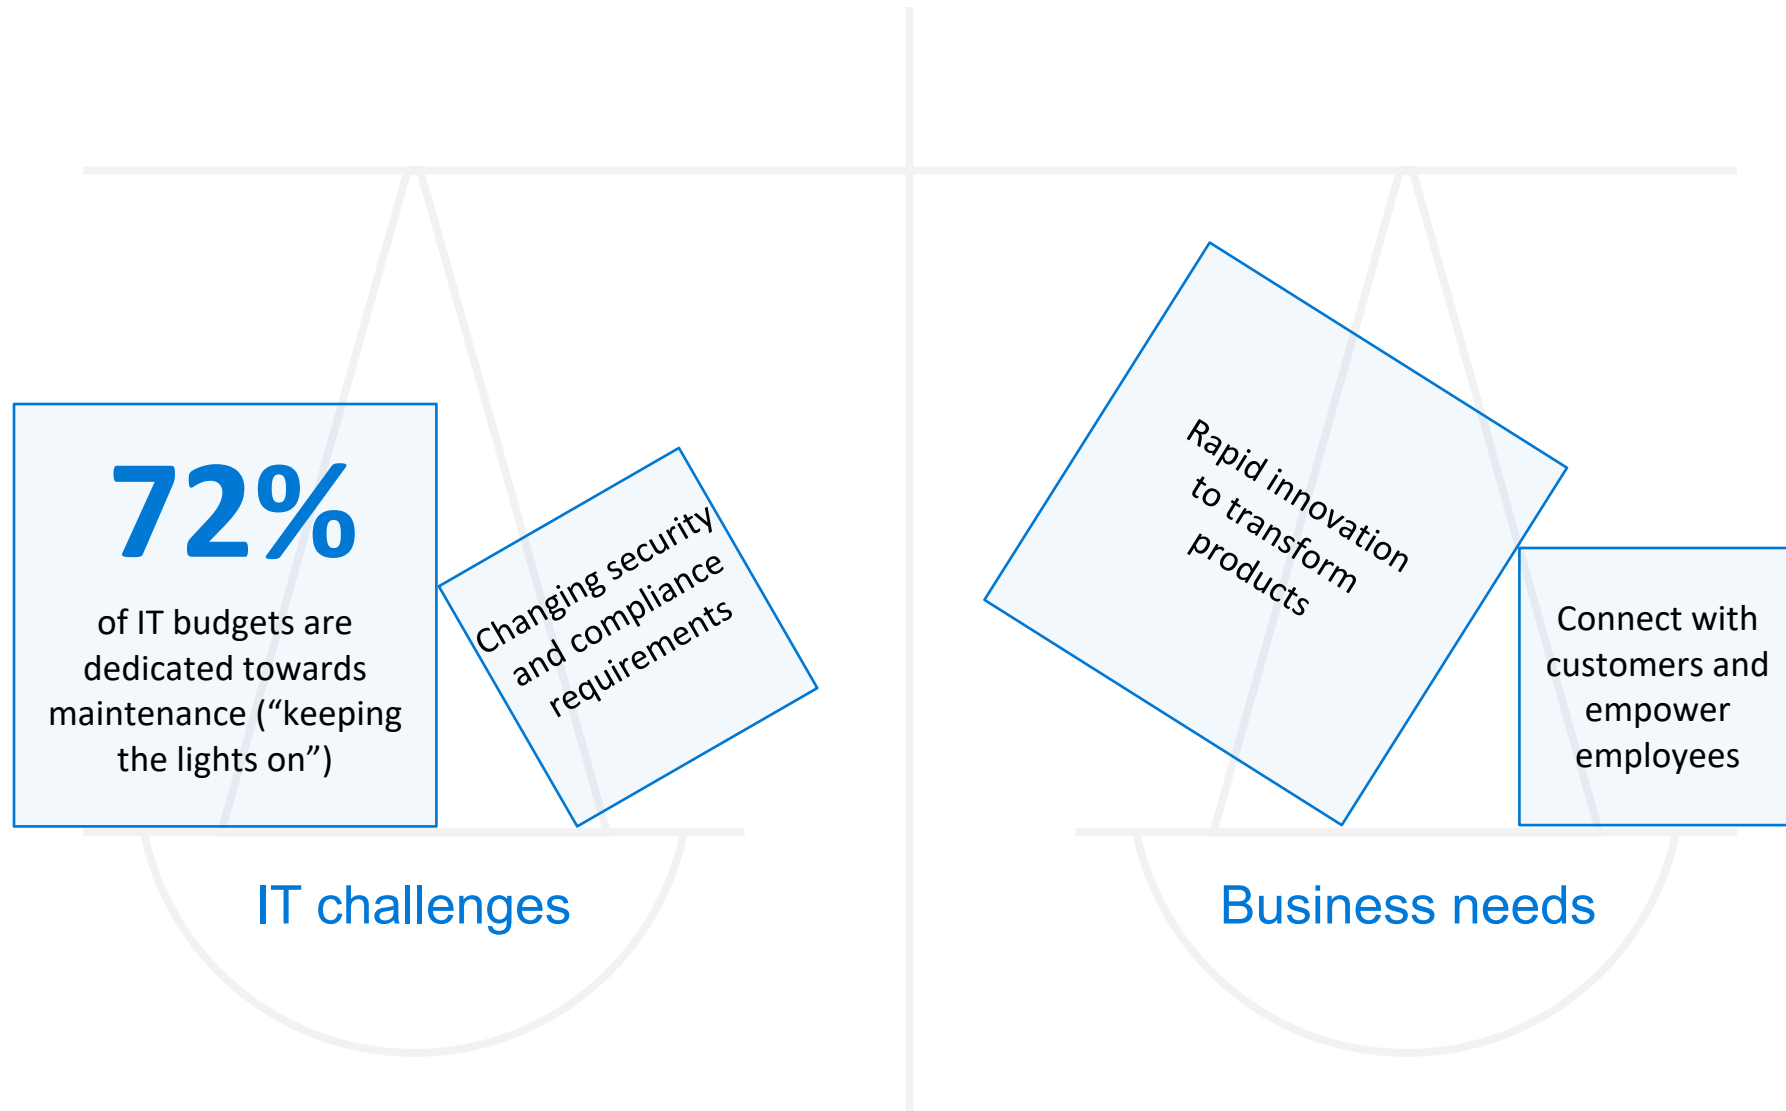 72%
of IT budgets are
dedicated towards
maintenance (“keeping
the lights on”)
Changing security
and compliance
requirements
IT challenges
Rapid innovation
to transform
products
Connect with
customers and
empower
employees
Business needs